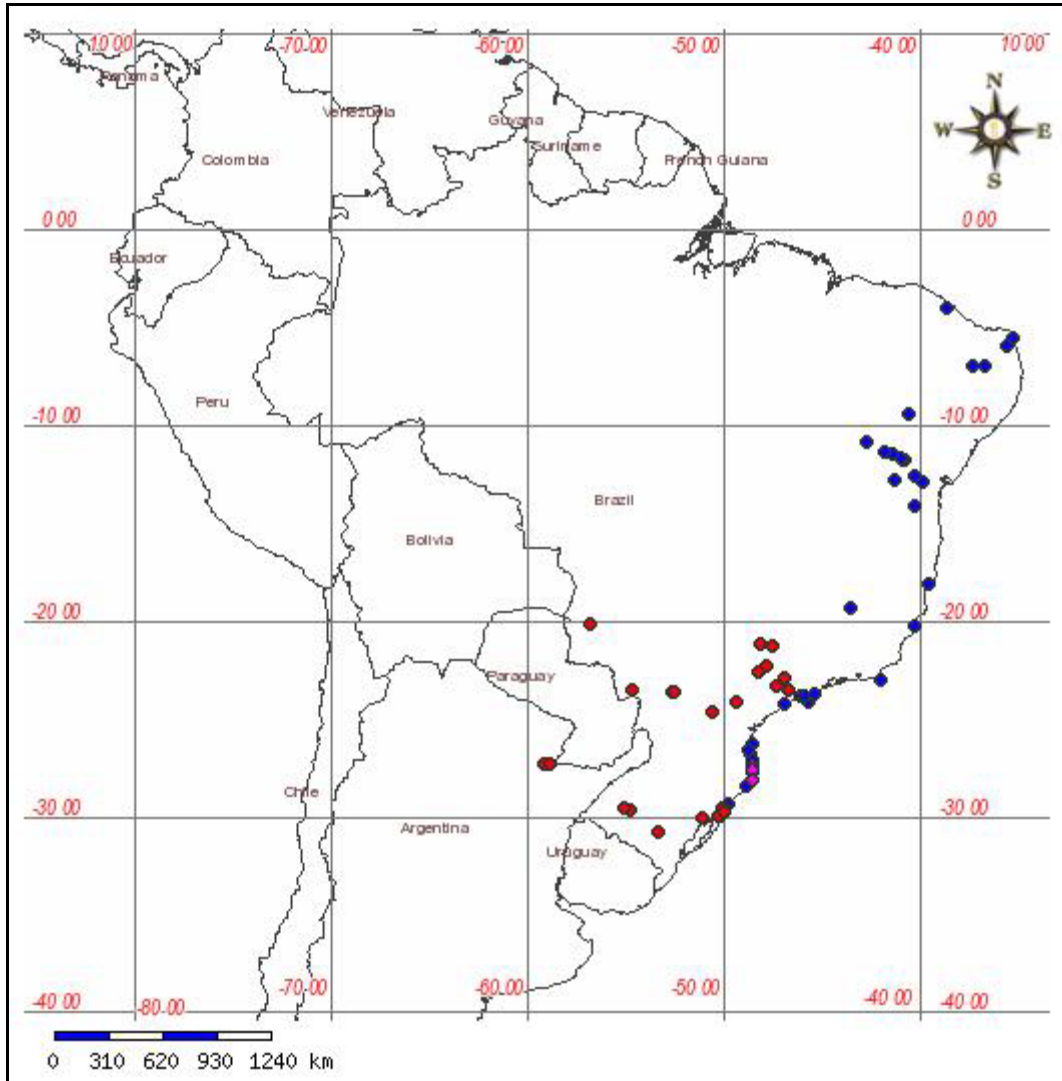 10 00 -70 00 -60 00 -50 00 -40 00 10 00
Panama
Venezuela
Guyana
Suriname
French Guiana
Colombia
N
W E
S
0 00 0 00
Ecuador
Peru
-10 00 -10 00
Brazil
Bolivia
-20 00 -20 00
Paraguay
Chile
-30 00 -30 00
Argentina
Uruguay
-40 00 -80 00 -70 00 -60 00 -50 00 -40 00 -40 00
0 310 620 930 1240 km